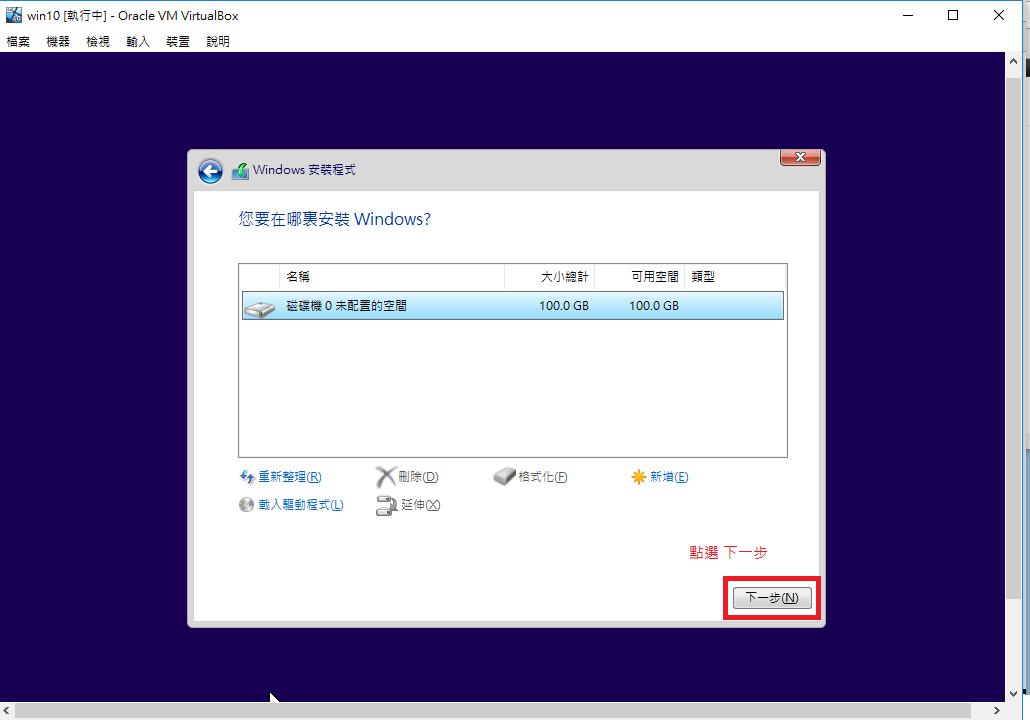 win10 [執行中] - Oracle VM VirtualBox
檔案 機器 檢視 輸入 裝置 說明
Windows 安裝程式
您要在哪裏安裝 Windows?
名稱 大小總計 可用空間 類型
磁碟機 0 未配置的空間 100.0 GB 100.0 GB
重新整理(R) 刪除(D) 格式化(F) 新增(E)
載入驅動程式(L) 延伸(X)
點選 下一步
下一步(N)